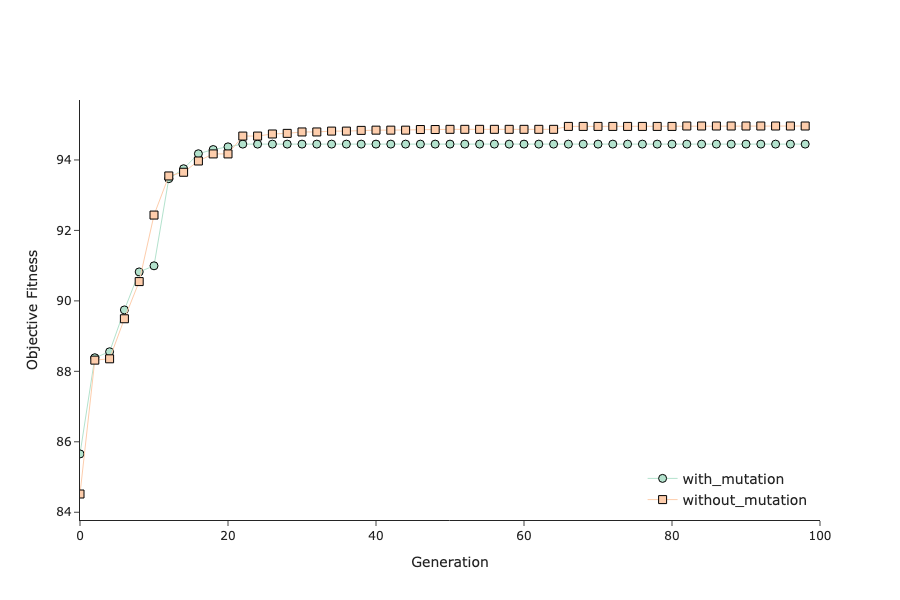 94
92
90
88
86
84
0 20 40 60 80 100
Objective Fitness
Generation
with_mutation
without_mutation